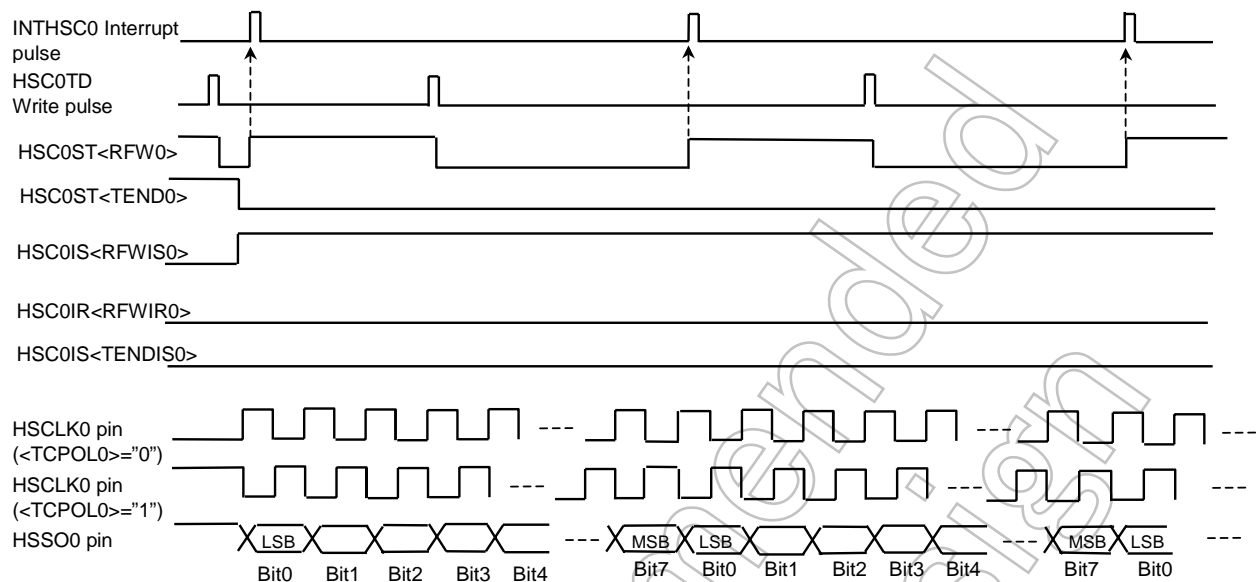 INTHSC0 Interrupt
pulse
HSC0TD
Write pulse
HSC0ST<RFW0>
HSC0ST<TEND0>
HSC0IS<RFWIS0>
HSC0IR<RFWIR0>
HSC0IS<TENDIS0>
HSCLK0 pin
(<TCPOL0>="0")
HSCLK0 pin
(<TCPOL0>="1")
HSSO0 pin
LSB MSB LSB MSB LSB
Bit0 Bit1 Bit2 Bit3 Bit4 Bit7 Bit0 Bit1 Bit2 Bit3 Bit4 Bit7 Bit0
mended
sign